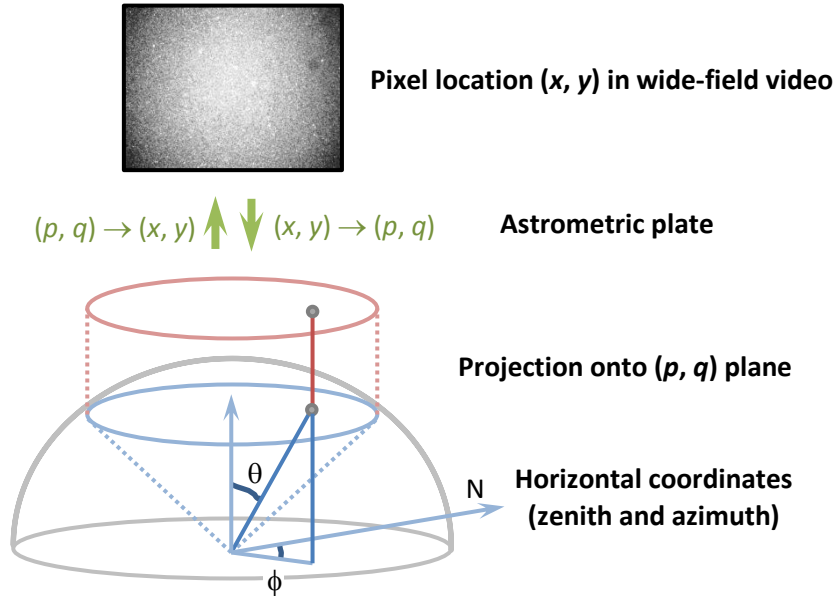 Pixel location (x, y) in wide-field video
(p, q) → (x, y)
(x, y) → (p, q)
Astrometric plate
Projection onto (p, q) plane
θ
N
Horizontal coordinates
(zenith and azimuth)
ϕ